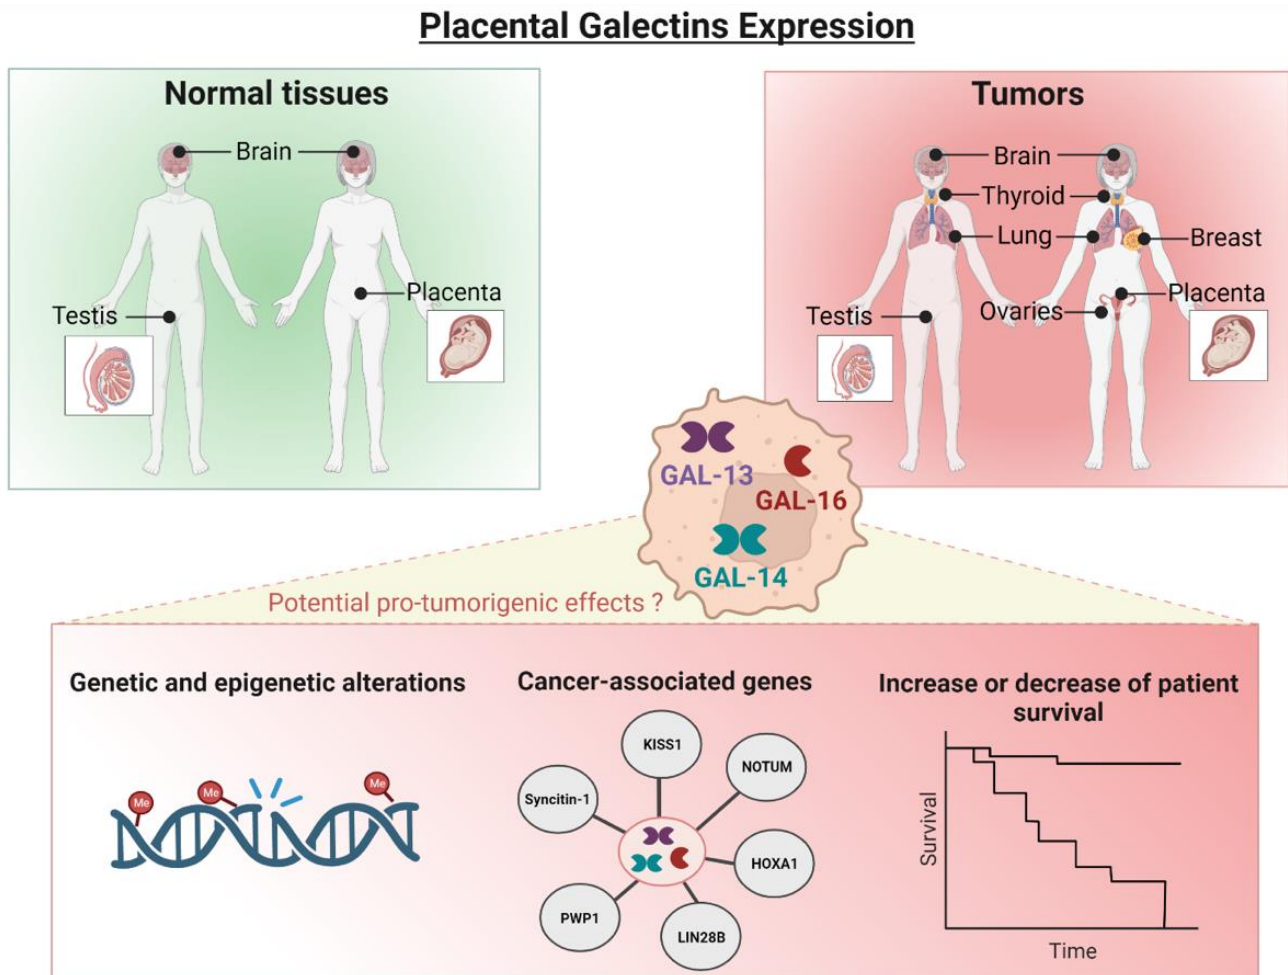 Placental Galectins Expression
Normal tissues
Brain
Placenta
Testis
Tumors
Brain
Thyroid
Lung
Breast
Placenta
Ovaries
Testis
GAL-13
GAL-16
GAL-14
Potential pro-tumorigenic effects ?
Genetic and epigenetic alterations
Me
Me
Me
Cancer-associated genes
KISS1
NOTUM
Syncitin-1
HOXA1
PWP1
LIN28B
Increase or decrease of patient
survival
Survival
Time